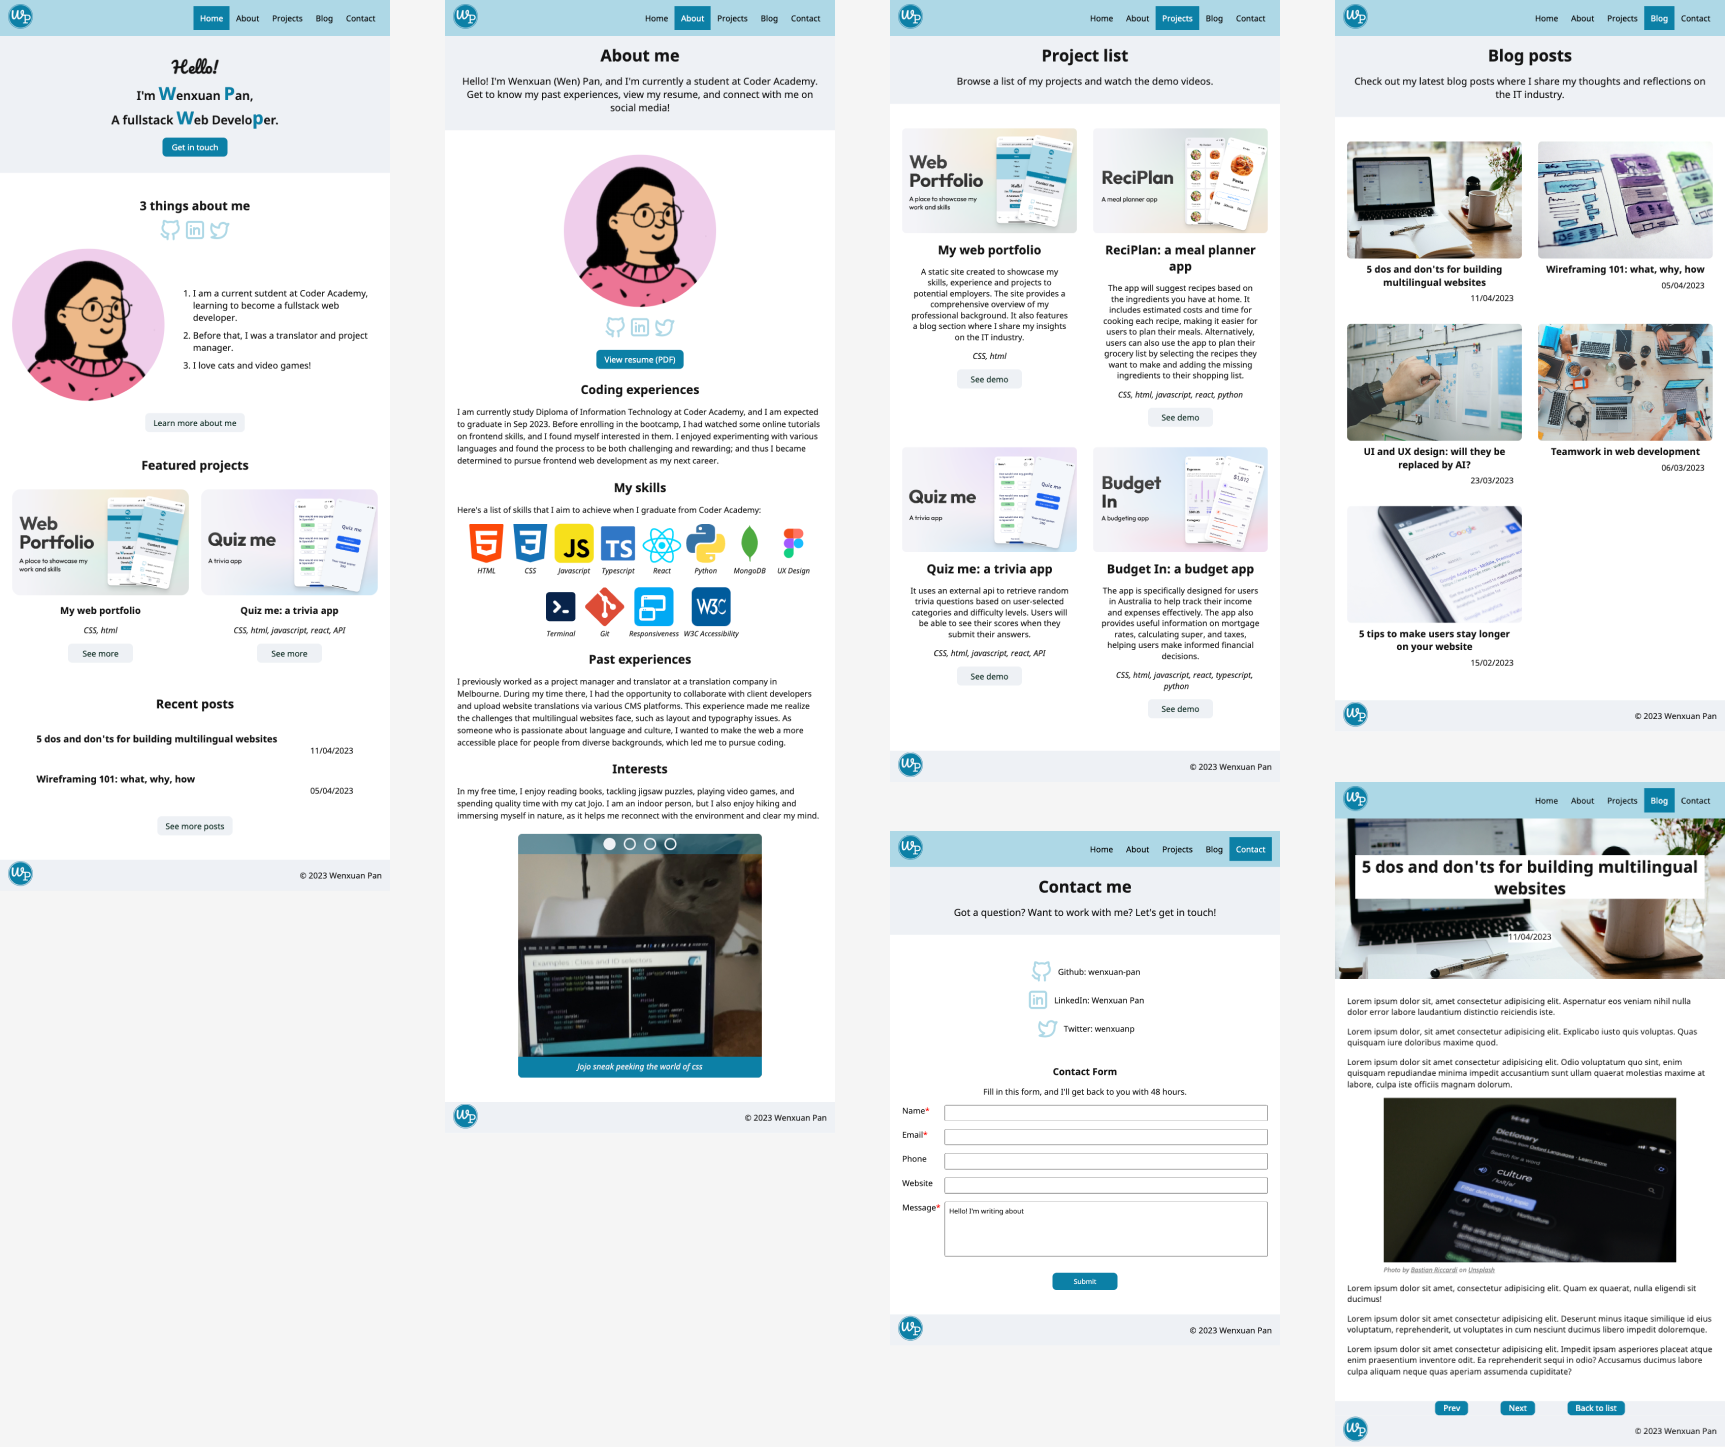 Home About Projects Blog Contact
Hello!
I'm Wenxuan Pan,
A fullstack Web Developer.
Get in touch
3 things about me
1. I am a current sutdent at Coder Academy,
learning to become a fullstack web
developer.
2. Before that, I was a translator and project
manager.
3. I love cats and video games!
Learn more about me
Featured projects
Web
Portfolio
A place to showcase my
work and skills
My web portfolio
CSS, html
See more
Quiz me
A trivia app
Quiz me: a trivia app
CSS, html, javascript, react, API
See more
Recent posts
5 dos and don'ts for building multilingual websites
11/04/2023
Wireframing 101: what, why, how
05/04/2023
See more posts
WP
© 2023 Wenxuan Pan
WP
Home About Projects Blog Contact
About me
Hello! I'm Wenxuan (Wen) Pan, and I'm currently a student at Coder Academy.
Get to know my past experiences, view my resume, and connect with me on
social media!
View resume (PDF)
Coding experiences
I am currently study Diploma of Information Technology at Coder Academy, and I am expected
to graduate in Sep 2023. Before enrolling in the bootcamp, I had watched some online tutorials
on frontend skills, and I found myself interested in them. I enjoyed experimenting with various
languages and found the process to be both challenging and rewarding; and thus I became
determined to pursue frontend web development as my next career.
My skills
Here's a list of skills that I aim to achieve when I graduate from Coder Academy:
HTML CSS Javascript Typescript React Python MongoDB UX Design
Terminal Git Responsiveness W3C Accessibility
Past experiences
I previously worked as a project manager and translator at a translation company in
Melbourne. During my time there, I had the opportunity to collaborate with client developers
and upload website translations via various CMS platforms. This experience made me realize
the challenges that multilingual websites face, such as layout and typography issues. As
someone who is passionate about language and culture, I wanted to make the web a more
accessible place for people from diverse backgrounds, which led me to pursue coding.
Interests
In my free time, I enjoy reading books, tackling jigsaw puzzles, playing video games, and
spending quality time with my cat Jojo. I am an indoor person, but I also enjoy hiking and
immersing myself in nature, as it helps me reconnect with the environment and clear my mind.
Examples - Class and ID selectors
Jojo sneak peeking the world of css
WP
© 2023 Wenxuan Pan
WP
Home About Projects Blog Contact
Project list
Browse a list of my projects and watch the demo videos.
Web
Portfolio
A place to showcase my
work and skills
My web portfolio
A static site created to showcase my
skills, experience and projects to
potential employers. The site provides a
comprehensive overview of my
professional background. It also features
a blog section where I share my insights
on the IT industry.
CSS, html
See demo
ReciPlan
A meal planner app
ReciPlan: a meal planner
app
The app will suggest recipes based on
the ingredients you have at home. It
includes estimated costs and time for
cooking each recipe, making it easier for
users to plan their meals. Alternatively,
users can also use the app to plan their
grocery list by selecting the recipes they
want to make and adding the missing
ingredients to their shopping list.
CSS, html, javascript, react, python
See demo
Quiz me
A trivia app
Quiz me: a trivia app
It uses an external api to retrieve random
trivia questions based on user-selected
categories and difficulty levels. Users will
be able to see their scores when they
submit their answers.
CSS, html, javascript, react, API
See demo
Budget
In
A budgeting app
Budget In: a budget app
The app is specifically designed for users
in Australia to help track their income
and expenses effectively. The app also
provides useful information on mortgage
rates, calculating super, and taxes,
helping users make informed financial
decisions.
CSS, html, javascript, react, typescript,
python
See demo
WP
© 2023 Wenxuan Pan
WP
Home About Projects Blog Contact
Contact me
Got a question? Want to work with me? Let's get in touch!
Github: wenxuan-pan
LinkedIn: Wenxuan Pan
Twitter: wenxuanp
Contact Form
Fill in this form, and I'll get back to you with 48 hours.
Name*
Email*
Phone
Website
Message*
Hello! I'm writing about
Submit
WP
© 2023 Wenxuan Pan
WP
Home About Projects Blog Contact
Blog posts
Check out my latest blog posts where I share my thoughts and reflections on
the IT industry.
5 dos and don'ts for building
multilingual websites
11/04/2023
Wireframing 101: what, why, how
05/04/2023
UI and UX design: will they be
replaced by AI?
23/03/2023
Teamwork in web development
06/03/2023
5 tips to make users stay longer
on your website
15/02/2023
WP
© 2023 Wenxuan Pan
WP
Home About Projects Blog Contact
5 dos and don'ts for building multilingual
websites
11/04/2023
Lorem ipsum dolor sit, amet consectetur adipisicing elit. Aspernatur eos veniam nihil nulla
dolor error labore laudantium distinctio reiciendis iste.
Lorem ipsum dolor, sit amet consectetur adipisicing elit. Explicabo iusto quis voluptas. Quas
quisquam iure doloribus maxime quod.
Lorem ipsum dolor sit amet consectetur adipisicing elit. Odio voluptatum quo sint, enim
quisquam repudiandae minima impedit accusantium sunt ullam quaerat molestias maxime at
labore, culpa iste officiis magnam dolorum.
Dictionary
Search for a word
culture
Photo by Bastian Riccardi on Unsplash
Lorem ipsum dolor sit amet, consectetur adipisicing elit. Quam ex quaerat, nulla eligendi sit
ducimus!
Lorem ipsum dolor sit amet consectetur adipisicing elit. Deserunt minus itaque similique id eius
voluptatum, reprehenderit, ut voluptates in cum nesciunt ducimus libero impedit doloremque.
Lorem ipsum dolor sit amet consectetur adipisicing elit. Impedit ipsam asperiores placeat atque
enim praesentium inventore odit. Ea reprehenderit sequi in odio? Accusamus ducimus labore
culpa aliquam neque quas aperiam assumenda cupiditate?
Prev Next Back to list
WP
© 2023 Wenxuan Pan